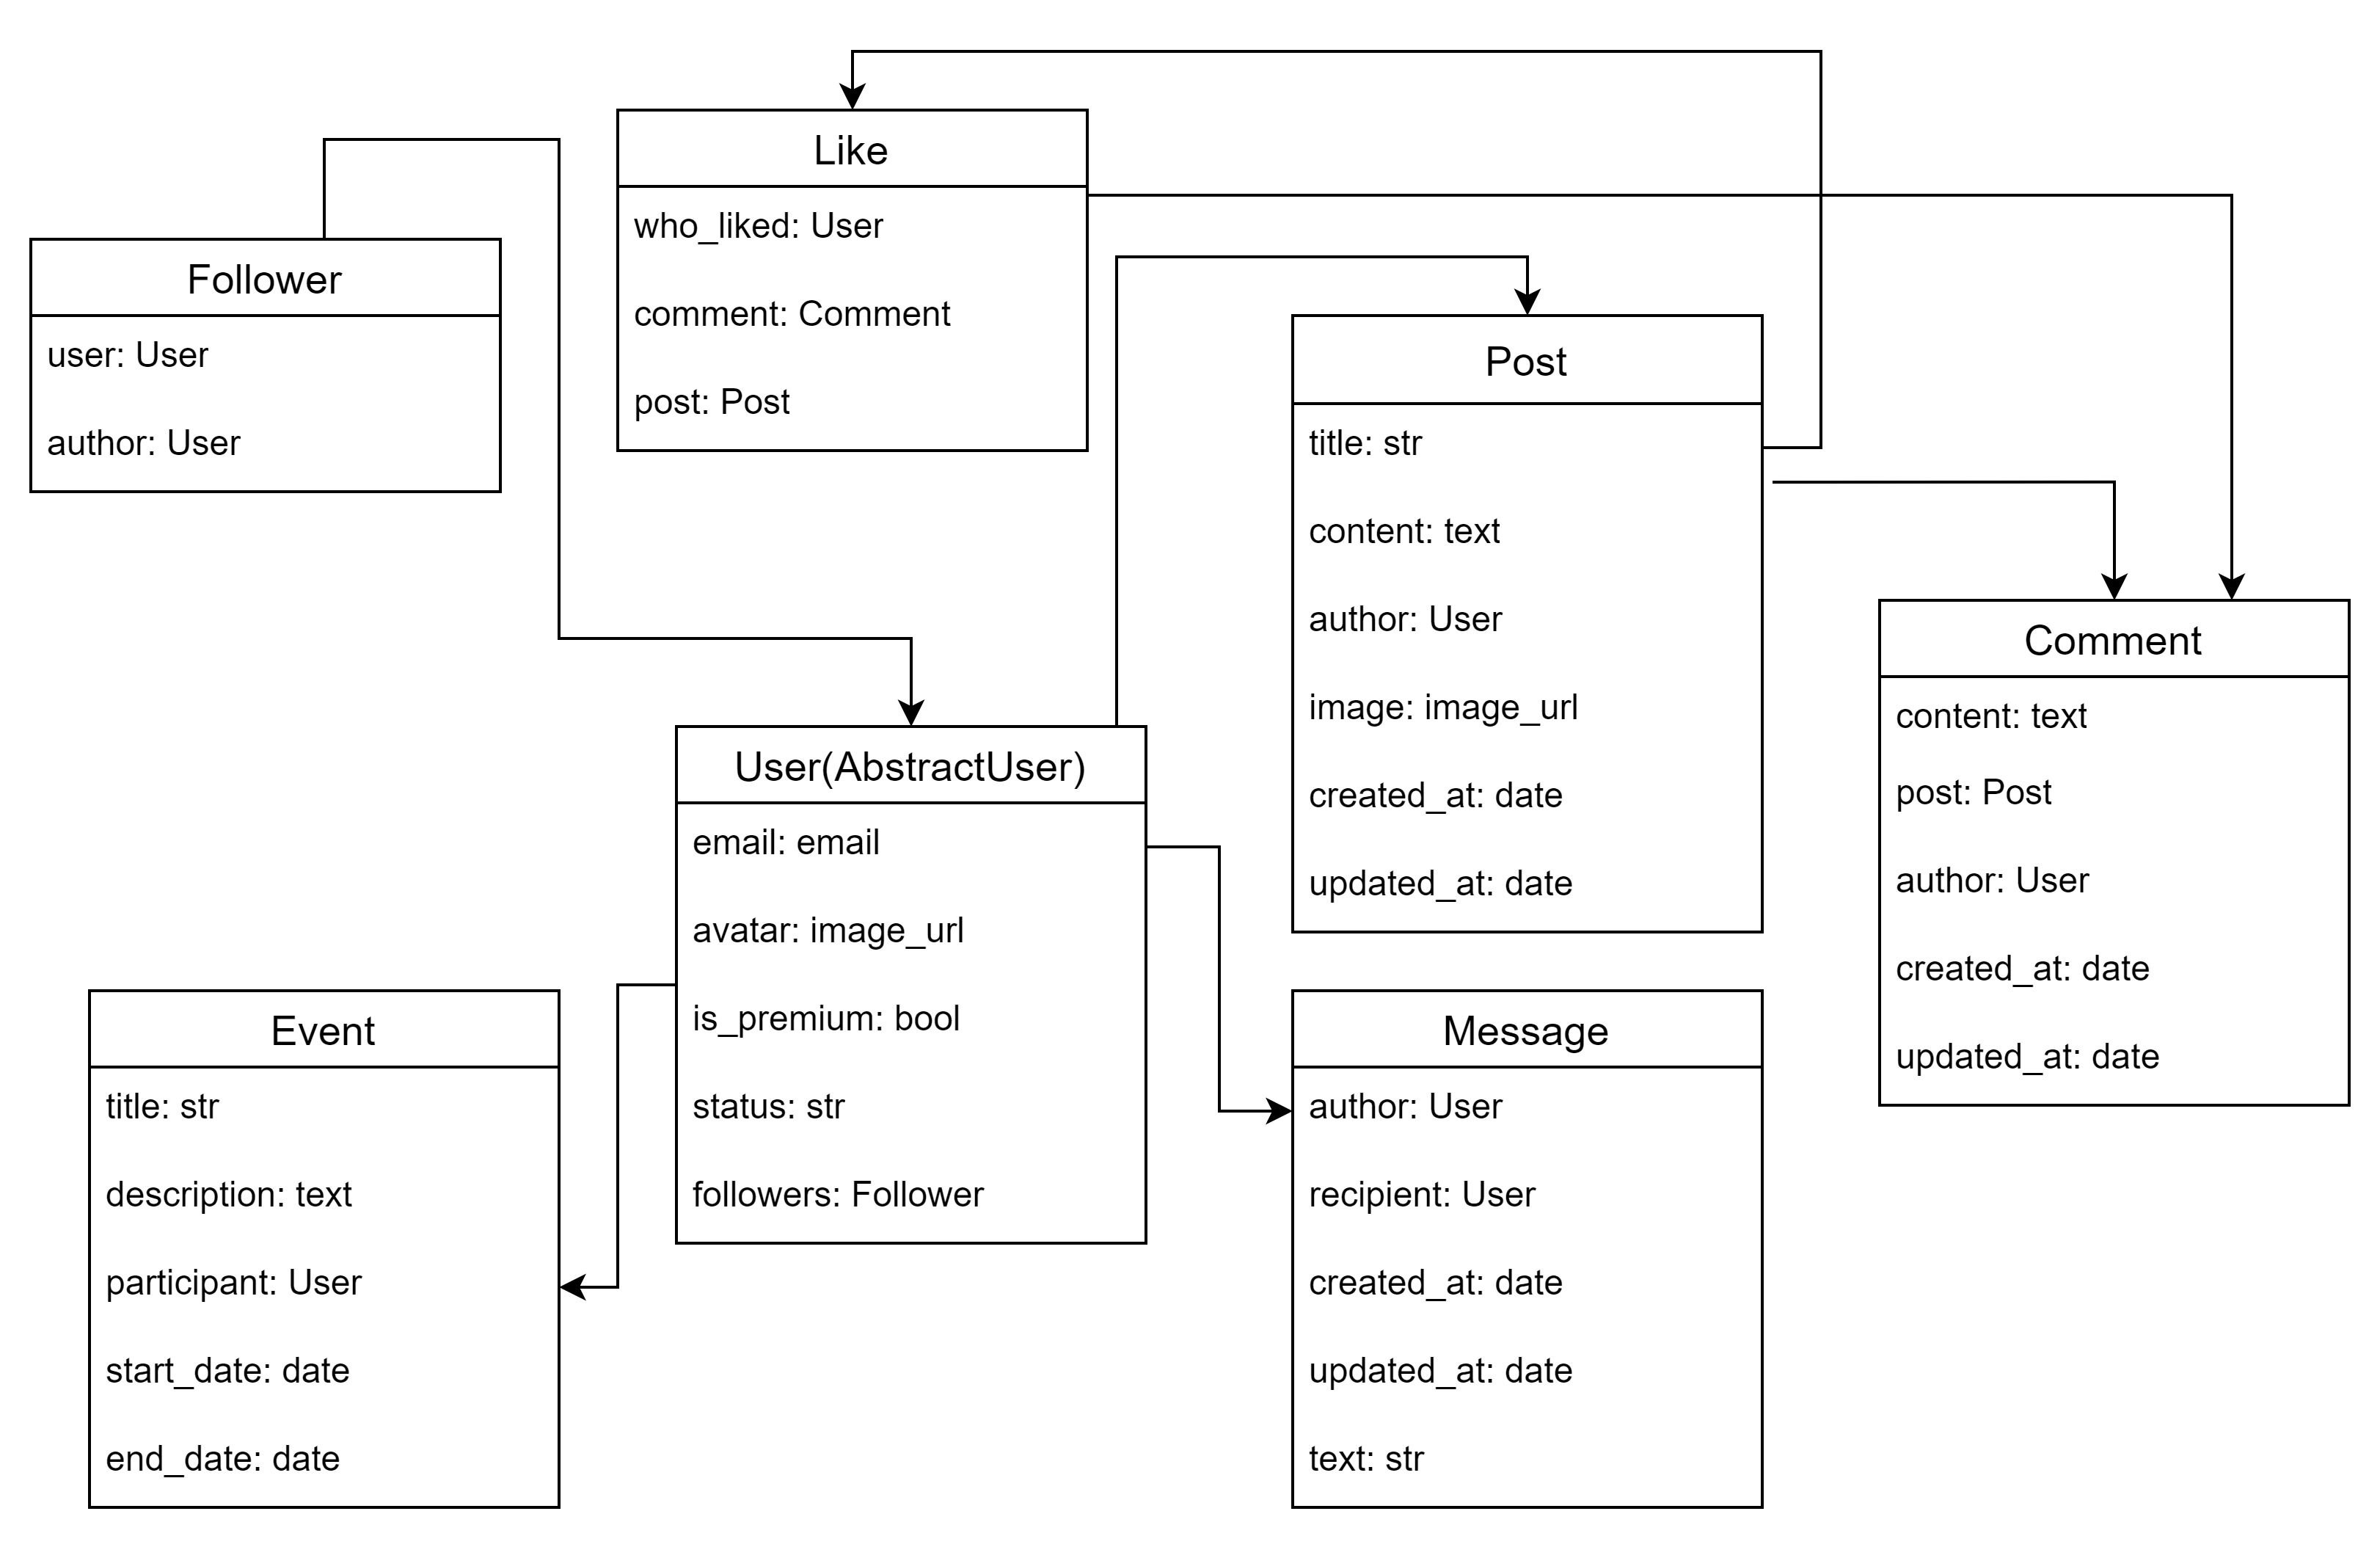 Like
who_liked: User
comment: Comment
post: Post
Follower
user: User
author: User
Post
title: str
content: text
author: User
image: image_url
created_at: date
updated_at: date
Comment
content: text
post: Post
author: User
created_at: date
updated_at: date
User(AbstractUser)
email: email
avatar: image_url
is_premium: bool
status: str
followers: Follower
Event
title: str
description: text
participant: User
start_date: date
end_date: date
Message
author: User
recipient: User
created_at: date
updated_at: date
text: str